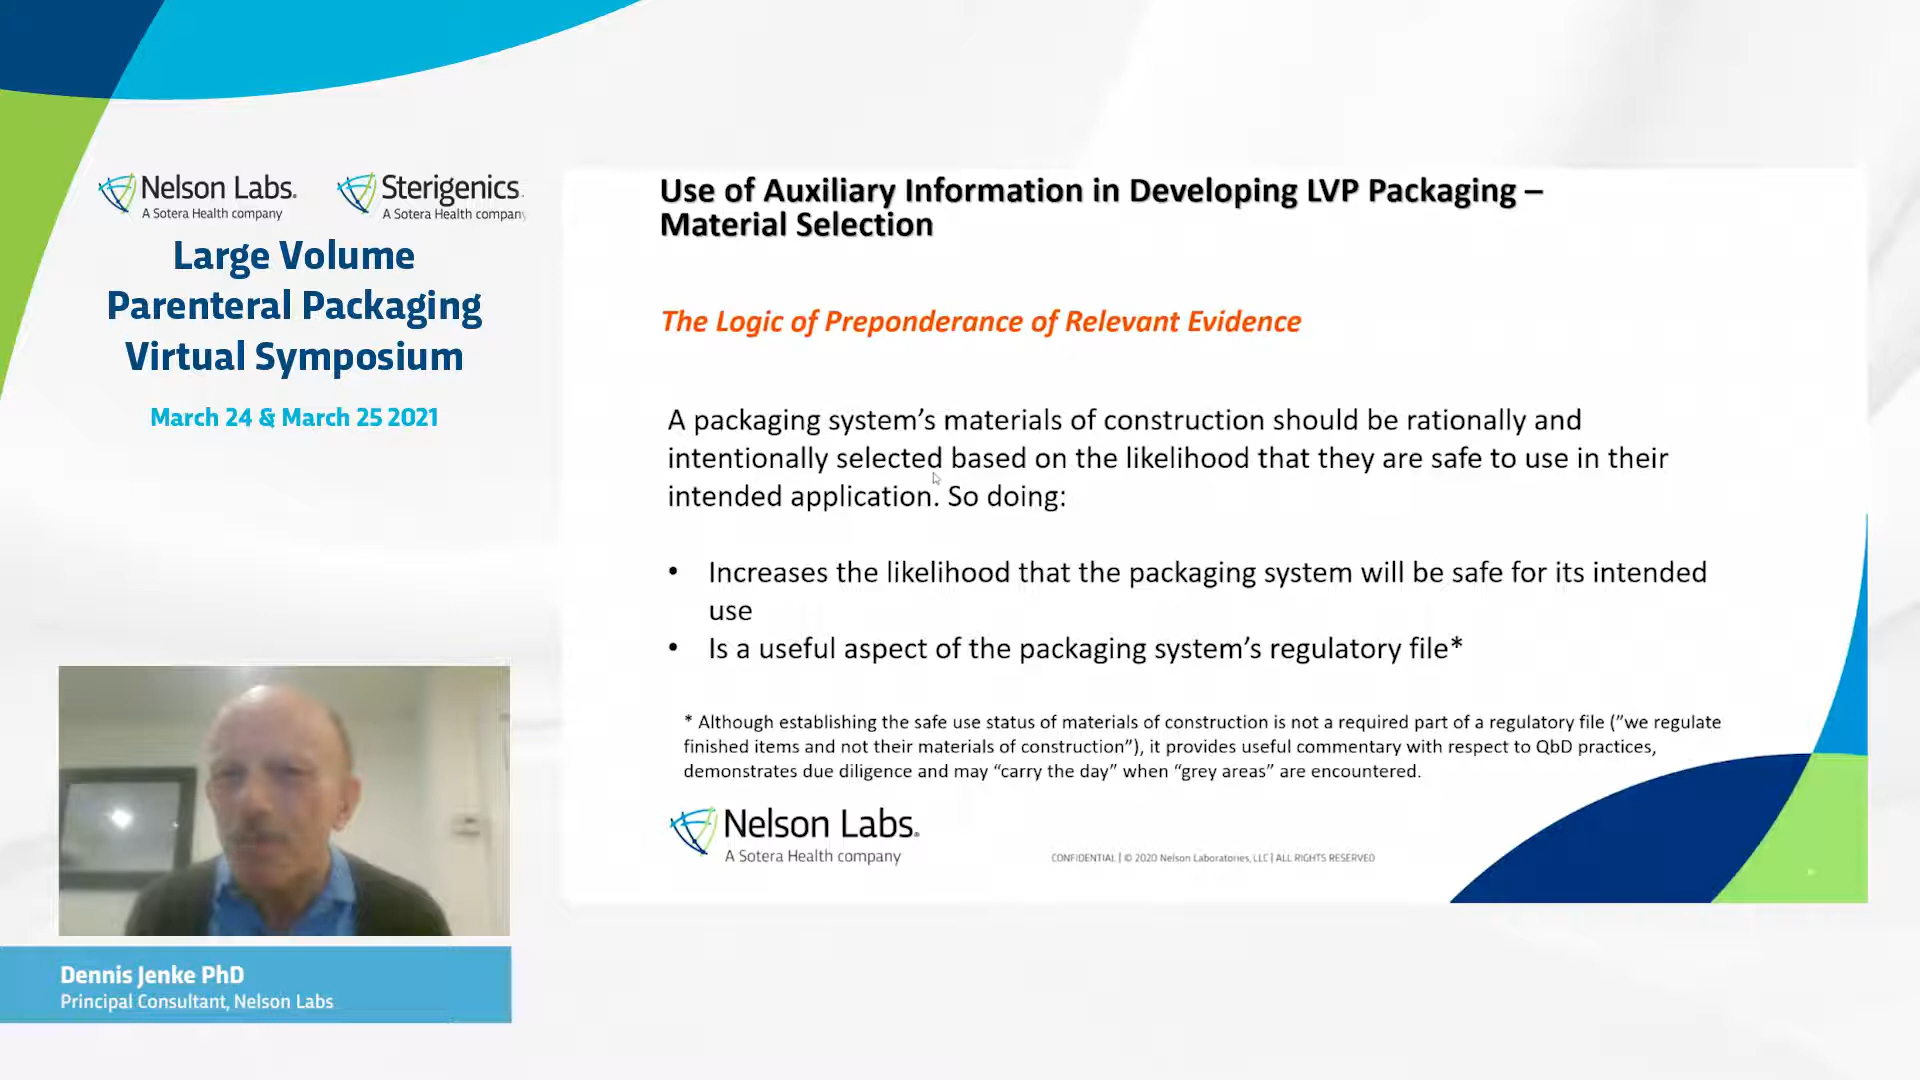 Nelson Labs.
A Sotera Health company
Sterigenics.
A Sotera Health company
Large Volume
Parenteral Packaging
Virtual Symposium
March 24 & March 25 2021
Use of Auxiliary Information in Developing LVP Packaging –
Material Selection
The Logic of Preponderance of Relevant Evidence
A packaging system’s materials of construction should be rationally and
intentionally selected based on the likelihood that they are safe to use in their
intended application. So doing:
• Increases the likelihood that the packaging system will be safe for its intended
use
• Is a useful aspect of the packaging system’s regulatory file*
* Although establishing the safe use status of materials of construction is not a required part of a regulatory file (”we regulate
finished items and not their materials of construction”), it provides useful commentary with respect to QbD practices,
demonstrates due diligence and may “carry the day” when “grey areas” are encountered.
Nelson Labs.
A Sotera Health company
CONFIDENTIAL | © 2020 Nelson Laboratories, LLC | ALL RIGHTS RESERVED
Dennis Jenke PhD
Principal Consultant, Nelson Labs